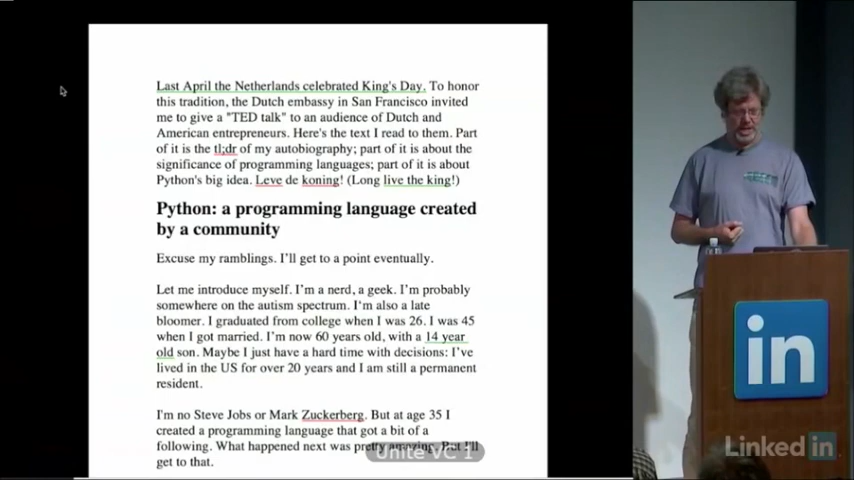 Last April the Netherlands celebrated King's Day. To honor
this tradition, the Dutch embassy in San Francisco invited
me to give a "TED talk" to an audience of Dutch and
American entrepreneurs. Here's the text I read to them. Part
of it is the tl;dr of my autobiography; part of it is about the
significance of programming languages; part of it is about
Python's big idea. Leve de koning! (Long live the king!)
Python: a programming language created
by a community
Excuse my ramblings. I'll get to a point eventually.
Let me introduce myself. I'm a nerd, a geek. I'm probably
somewhere on the autism spectrum. I'm also a late
bloomer. I graduated from college when I was 26. I was 45
when I got married. I'm now 60 years old, with a 14 year
old son. Maybe I just have a hard time with decisions: I've
lived in the US for over 20 years and I am still a permanent
resident.
I'm no Steve Jobs or Mark Zuckerberg. But at age 35 I
created a programming language that got a bit of a
following. What happened next was pretty amazing. But I'll
get to that.
Unite VC 1
in
Linked in